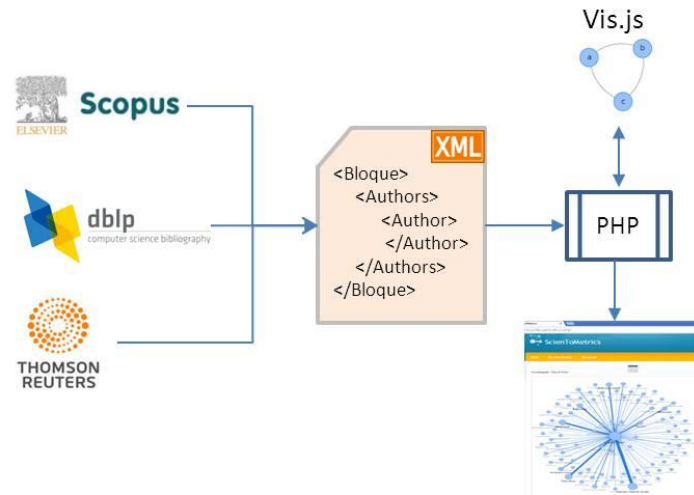 Vis.js
a
b
c
ELSEVIER
Scopus
dblp
computer science bibliography
THOMSON
REUTERS
XML
<Bloque>
<Authors>
<Author>
</Author>
</Authors>
</Bloque>
PHP
ScienToMetrics